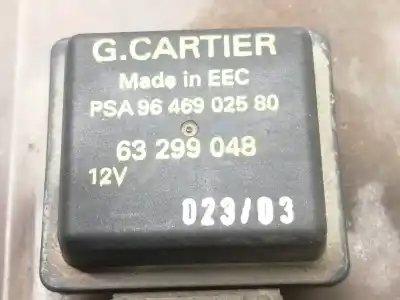 G.CARTIER
Made in EEC
PSA 96 469 025 80
63 299 048
12V
023/03